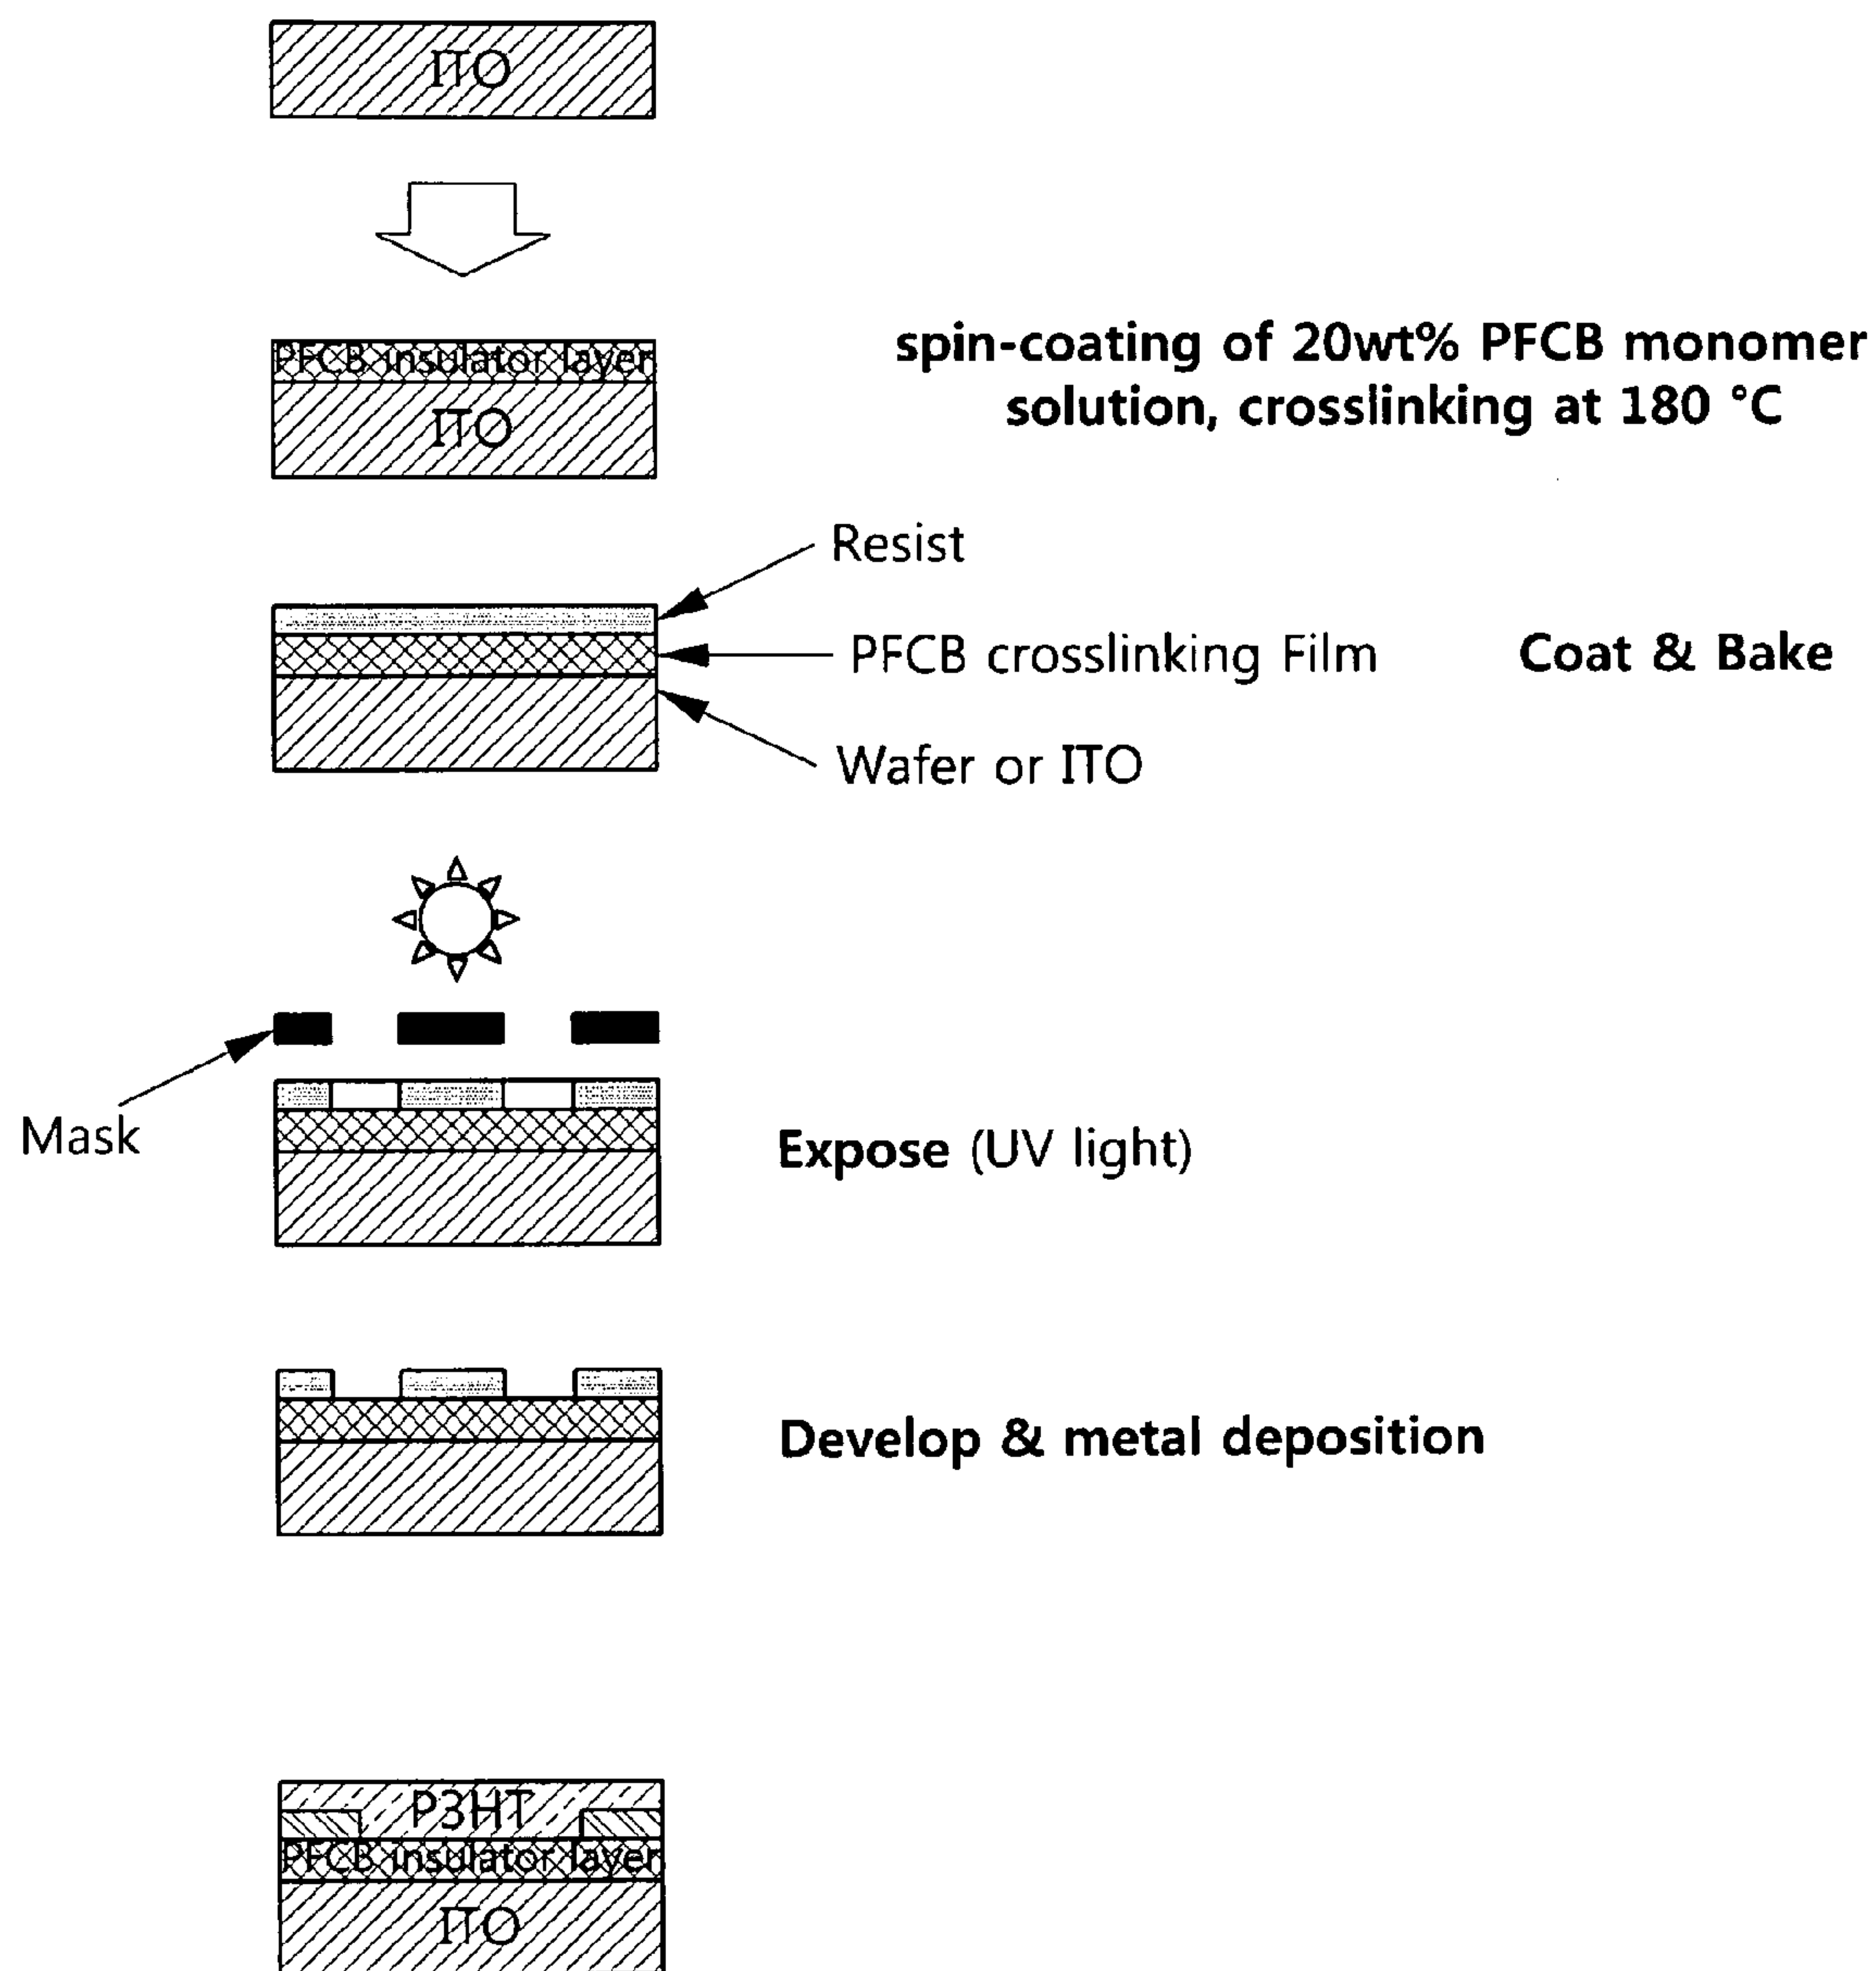 ITO
PFCB insulator layer
ITO
spin-coating of 20wt% PFCB monomer
solution, crosslinking at 180 °C
Resist
PFCB crosslinking Film
Coat & Bake
Wafer or ITO
Mask
Expose (UV light)
Develop & metal deposition
P3HT
PFCB insulator layer
ITO